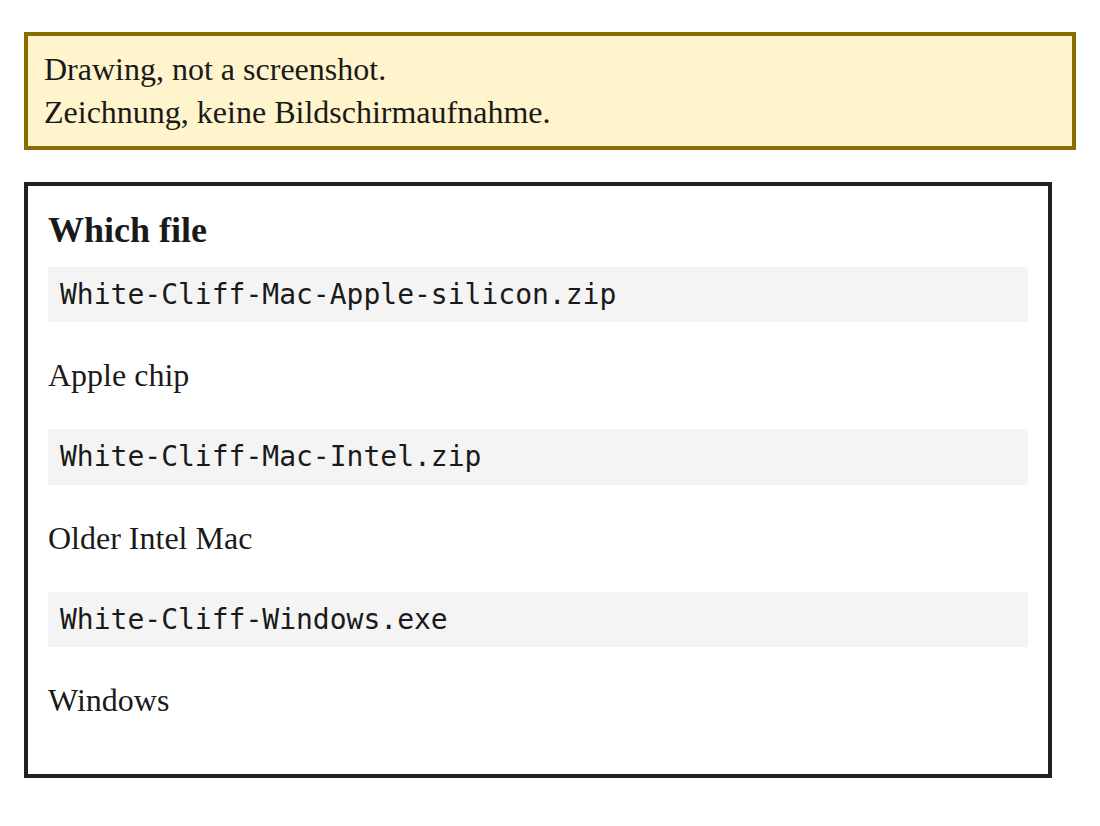 Drawing, not a screenshot.
Zeichnung, keine Bildschirmaufnahme.
Which file
White-Cliff-Mac-Apple-silicon.zip
Apple chip
White-Cliff-Mac-Intel.zip
Older Intel Mac
White-Cliff-Windows.exe
Windows